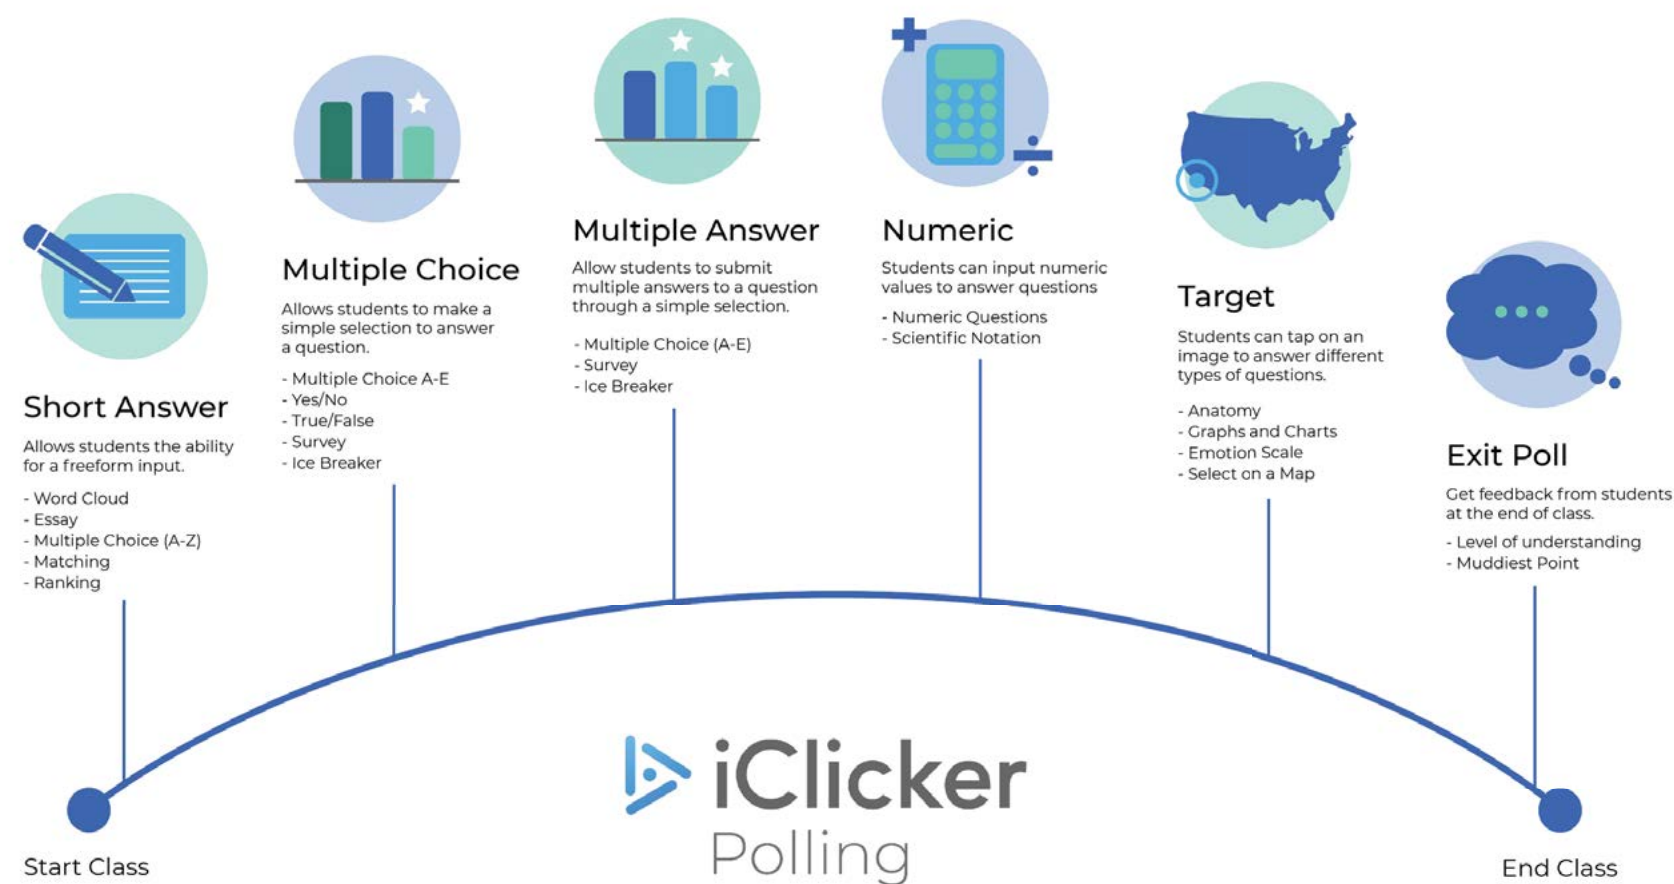 Short Answer
Allows students the ability
for a freeform input.
- Word Cloud
- Essay
- Multiple Choice (A-Z)
- Matching
- Ranking
Multiple Choice
Allows students to make a
simple selection to answer
a question.
- Multiple Choice A-E
- Yes/No
- True/False
- Survey
- Ice Breaker
Multiple Answer
Allow students to submit
multiple answers to a question
through a simple selection.
- Multiple Choice (A-E)
- Survey
- Ice Breaker
Numeric
Students can input numeric
values to answer questions
- Numeric Questions
- Scientific Notation
Target
Students can tap on an
image to answer different
types of questions.
- Anatomy
- Graphs and Charts
- Emotion Scale
- Select on a Map
Exit Poll
Get feedback from students
at the end of class.
- Level of understanding
- Muddiest Point
iClicker
Polling
Start Class
End Class